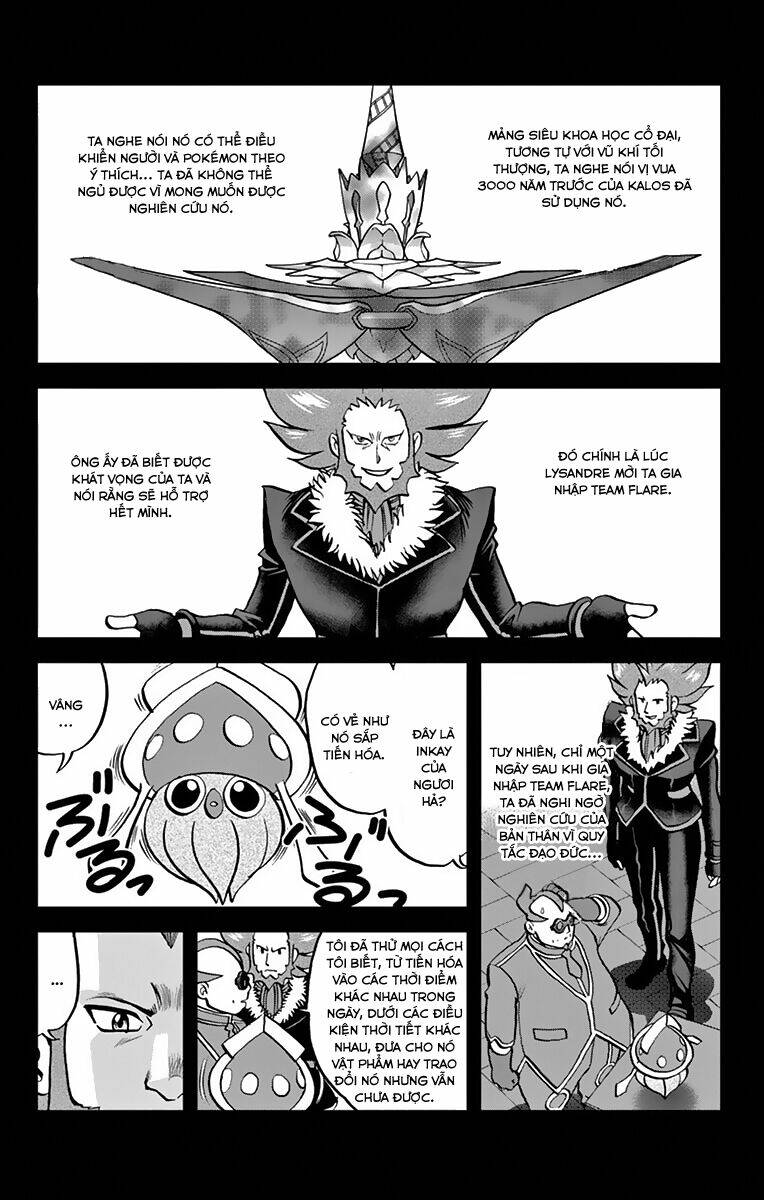 MẢNG SIÊU KHOA HỌC CỔ ĐẠI,
TƯƠNG TỰ VỚI VŨ KHÍ TỐI
THƯỢNG, TA NGHE NÓI VỊ VUA
3000 NĂM TRƯỚC CỦA KALOS ĐÃ
SỬ DỤNG NÓ.
TA NGHE NÓI NÓ CÓ THỂ ĐIỀU
KHIỂN NGƯỜI VÀ POKÉMON THEO
Ý THÍCH... TA ĐÃ KHÔNG THỂ
NGỦ ĐƯỢC VÌ MONG MUỐN ĐƯỢC
NGHIÊN CỨU NÓ.
ĐÓ CHÍNH LÀ LÚC
LYSANDRE MỜI TA GIA
NHẬP TEAM FLARE.
ÔNG ẤY ĐÃ BIẾT ĐƯỢC
KHÁT VỌNG CỦA TA VÀ
NÓI RẰNG SẼ HỖ TRỢ
HẾT MÌNH.
TUY NHIÊN, CHỈ MỘT
NGÀY SAU KHI GIA
NHẬP TEAM FLARE,
TA ĐÃ NGHI NGỜ
NGHIÊN CỨU CỦA
BẢN THÂN VÌ QUY
TẮC ĐẠO ĐỨC...
ĐÂY LÀ
INKAY
CỦA
NGƯƠI
HẢ?
CÓ VẺ NHƯ
NÓ SẮP
TIẾN HÓA.
VÂNG
...
ぶるっ
ぶるっ
TÔI ĐÃ THỬ MỌI CÁCH
TÔI BIẾT, TỪ TIẾN HÓA
VÀO CÁC THỜI ĐIỂM
KHÁC NHAU TRONG
NGÀY, DƯỚI CÁC ĐIỀU
KIỆN THỜI TIẾT KHÁC
NHAU, ĐƯA CHO NÓ
VẬT PHẨM HAY TRAO
ĐỔI NÓ NHƯNG VẪN
CHƯA ĐƯỢC.
...